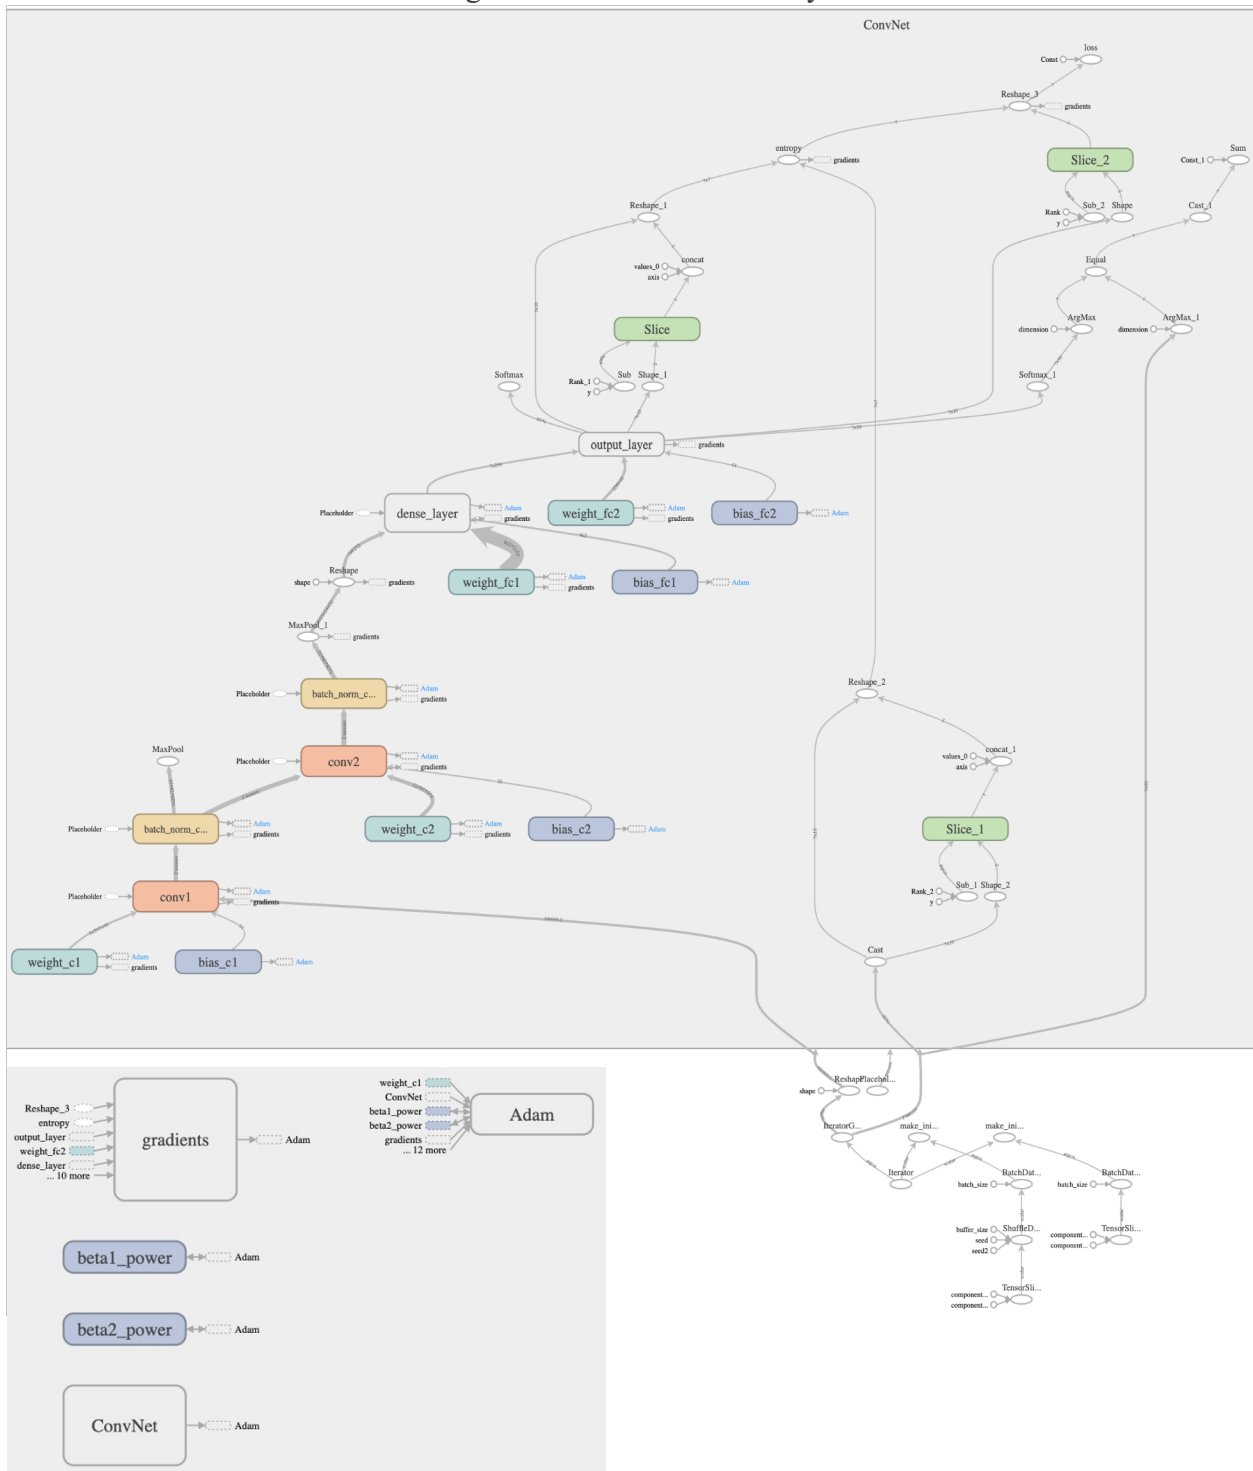 ConvNet
loss
Const
Reshape_3
gradients
entropy
gradients
Slice_2
Const_1
Sum
Reshape_1
Rank
y
Sub_2
Shape
Cast_1
values_0
axis
concat
Equal
Slice
dimension
ArgMax
dimension
ArgMax_1
Softmax
Rank_1
y
Sub
Shape_1
Softmax_1
output_layer
gradients
Placeholder
dense_layer
Adam
gradients
weight_fc2
Adam
gradients
bias_fc2
Adam
shape
Reshape
gradients
weight_fc1
Adam
gradients
bias_fc1
Adam
MaxPool_1
gradients
Placeholder
batch_norm_c...
Adam
gradients
Reshape_2
MaxPool
Placeholder
conv2
Adam
gradients
values_0
axis
concat_1
Placeholder
batch_norm_c...
Adam
gradients
weight_c2
Adam
gradients
bias_c2
Adam
Slice_1
Placeholder
conv1
Adam
gradients
Rank_2
y
Sub_1
Shape_2
weight_c1
Adam
gradients
bias_c1
Adam
Cast
shape
Reshape
Placehol...
IteratorG...
make_ini...
make_ini...
Iterator
batch_size
BatchDat...
batch_size
BatchDat...
buffer_size
seed
seed2
ShuffleD...
component...
component...
TensorSli...
component...
component...
TensorSli...
Reshape_3
entropy
output_layer
weight_fc2
dense_layer
... 10 more
gradients
Adam
weight_c1
ConvNet
beta1_power
beta2_power
gradients
... 12 more
Adam
beta1_power
Adam
beta2_power
Adam
ConvNet
Adam